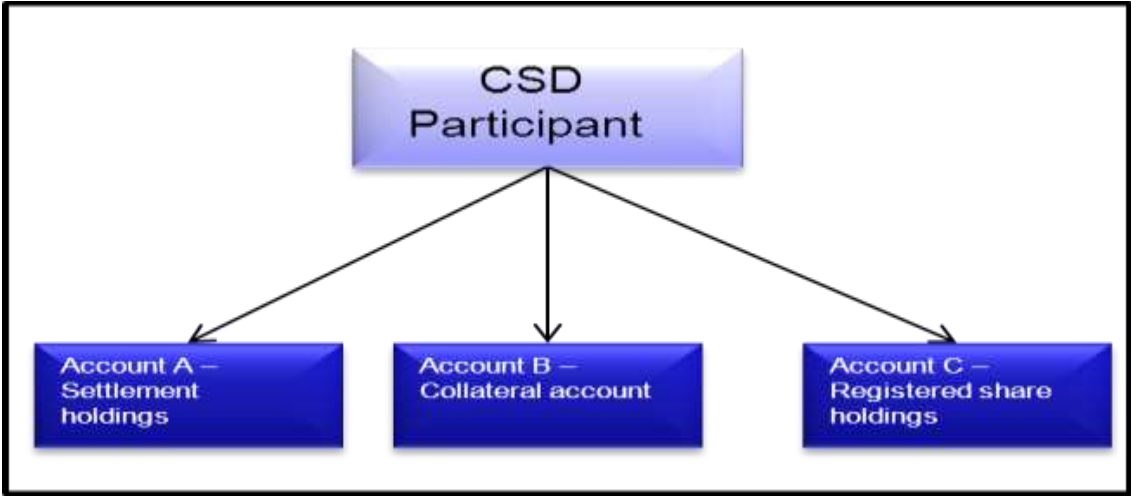 CSD
Participant
Account A –
Settlement
holdings
Account B –
Collateral account
Account C –
Registered share
holdings